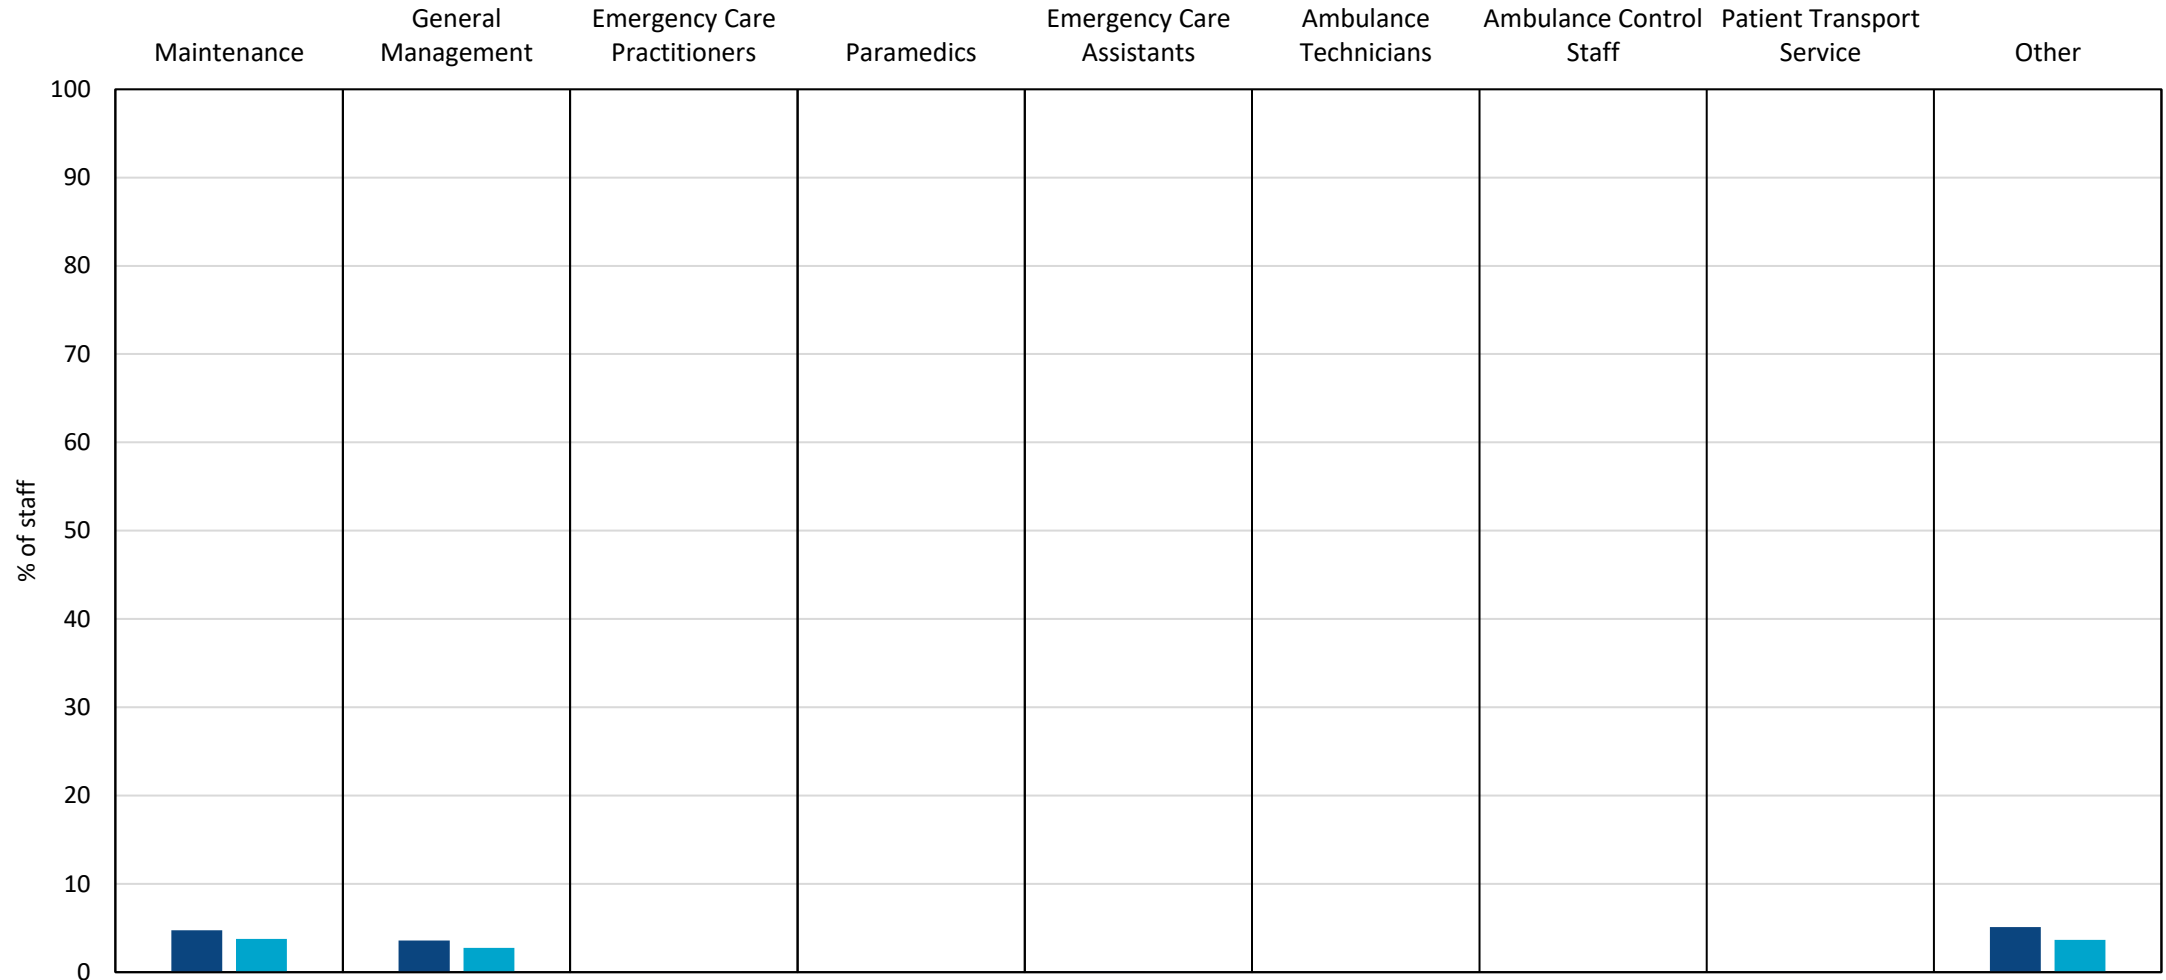 Maintenance
General
Management
Emergency Care
Practitioners
Paramedics
Emergency Care
Assistants
Ambulance
Technicians
Ambulance Control
Staff
Patient Transport
Service
Other
% of staff
100
90
80
70
60
50
40
30
20
10
0